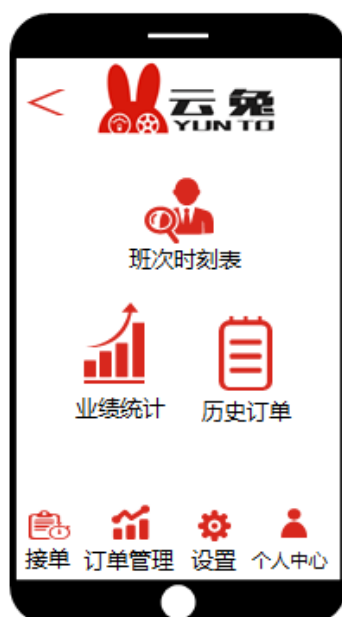 云兔
YUN TO
班次时刻表
业绩统计
历史订单
接单
订单管理
设置
个人中心